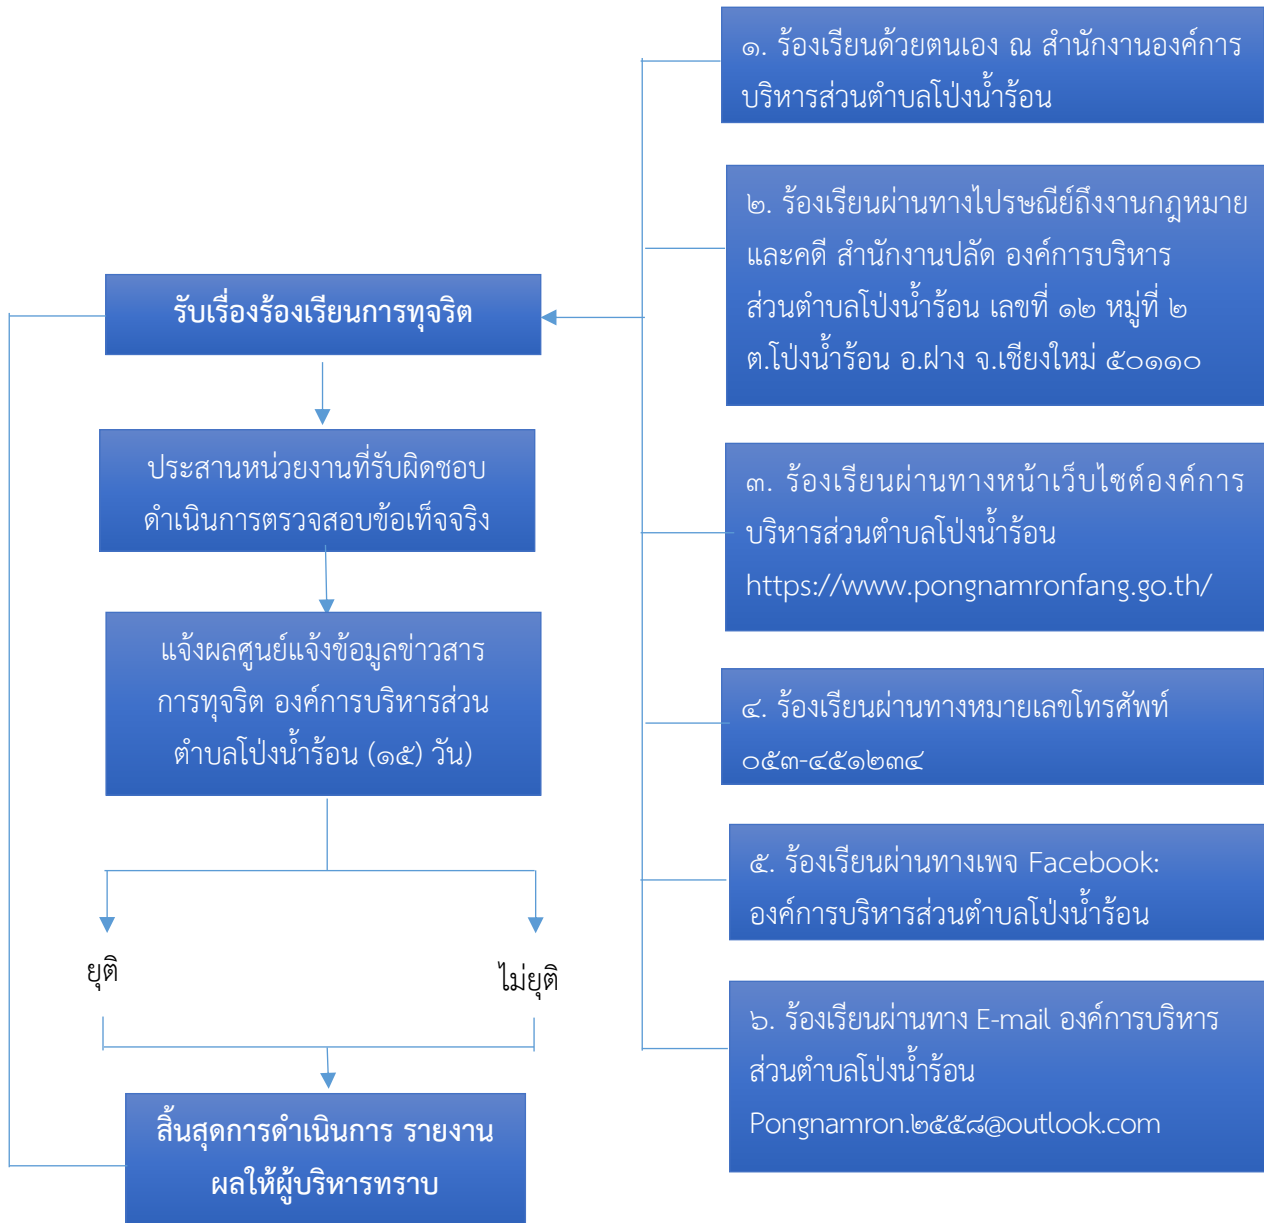 ๑. ร้องเรียนด้วยตนเอง ณ สำนักงานองค์การ
บริหารส่วนตำบลโป่งน้ำร้อน
๒. ร้องเรียนผ่านทางไปรษณีย์ถึงงานกฎหมาย
และคดี สำนักงานปลัด องค์การบริหาร
ส่วนตำบลโป่งน้ำร้อน เลขที่ ๑๒ หมู่ที่ ๒
ต.โป่งน้ำร้อน อ.ฝาง จ.เชียงใหม่ ๕๐๑๑๐
๓. ร้องเรียนผ่านทางหน้าเว็บไซต์องค์การ
บริหารส่วนตำบลโป่งน้ำร้อน
https://www.pongnamronfang.go.th/
๔. ร้องเรียนผ่านทางหมายเลขโทรศัพท์
๐๕๓-๔๕๑๒๓๔
๕. ร้องเรียนผ่านทางเพจ Facebook:
องค์การบริหารส่วนตำบลโป่งน้ำร้อน
๖. ร้องเรียนผ่านทาง E-mail องค์การบริหาร
ส่วนตำบลโป่งน้ำร้อน
Pongnamron.๒๕๕๘@outlook.com
รับเรื่องร้องเรียนการทุจริต
ประสานหน่วยงานที่รับผิดชอบ
ดำเนินการตรวจสอบข้อเท็จจริง
แจ้งผลศูนย์แจ้งข้อมูลข่าวสาร
การทุจริต องค์การบริหารส่วน
ตำบลโป่งน้ำร้อน (๑๕) วัน)
ยุติ
ไม่ยุติ
สิ้นสุดการดำเนินการ รายงาน
ผลให้ผู้บริหารทราบ